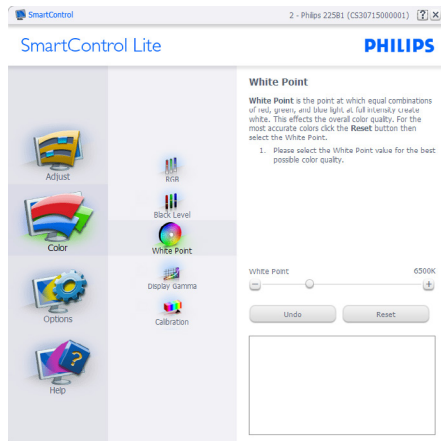 SmartControl
2 - Philips 225B1 (CS30715000001)
?
SmartControl Lite
PHILIPS
White Point
White Point is the point at which equal combinations
of red, green, and blue light at full intensity create
white. This effects the overall color quality. For the
most accurate colors click the Reset button then
select the White Point.
1. Please select the White Point value for the best
possible color quality.
Adjust
Color
Options
Help
RGB
Black Level
White Point
Display Gamma
Calibration
White Point 6500K
Undo Reset